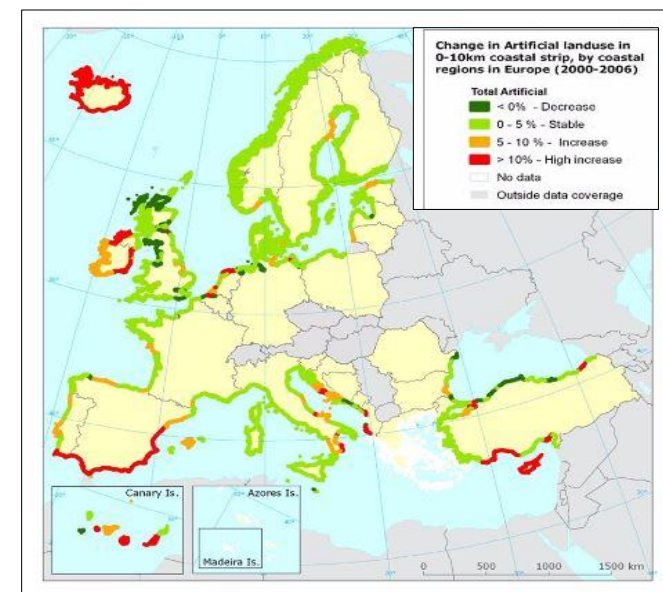 Change in Artificial landuse in
0-10km coastal strip, by coastal
regions in Europe (2000-2006)
Total Artificial
< 0% - Decrease
0 - 5 % - Stable
5 - 10 % - Increase
> 10% - High increase
No data
Outside data coverage
Canary Is.
Azores Is.
Madeira Is.
0 500 1000 1500 km